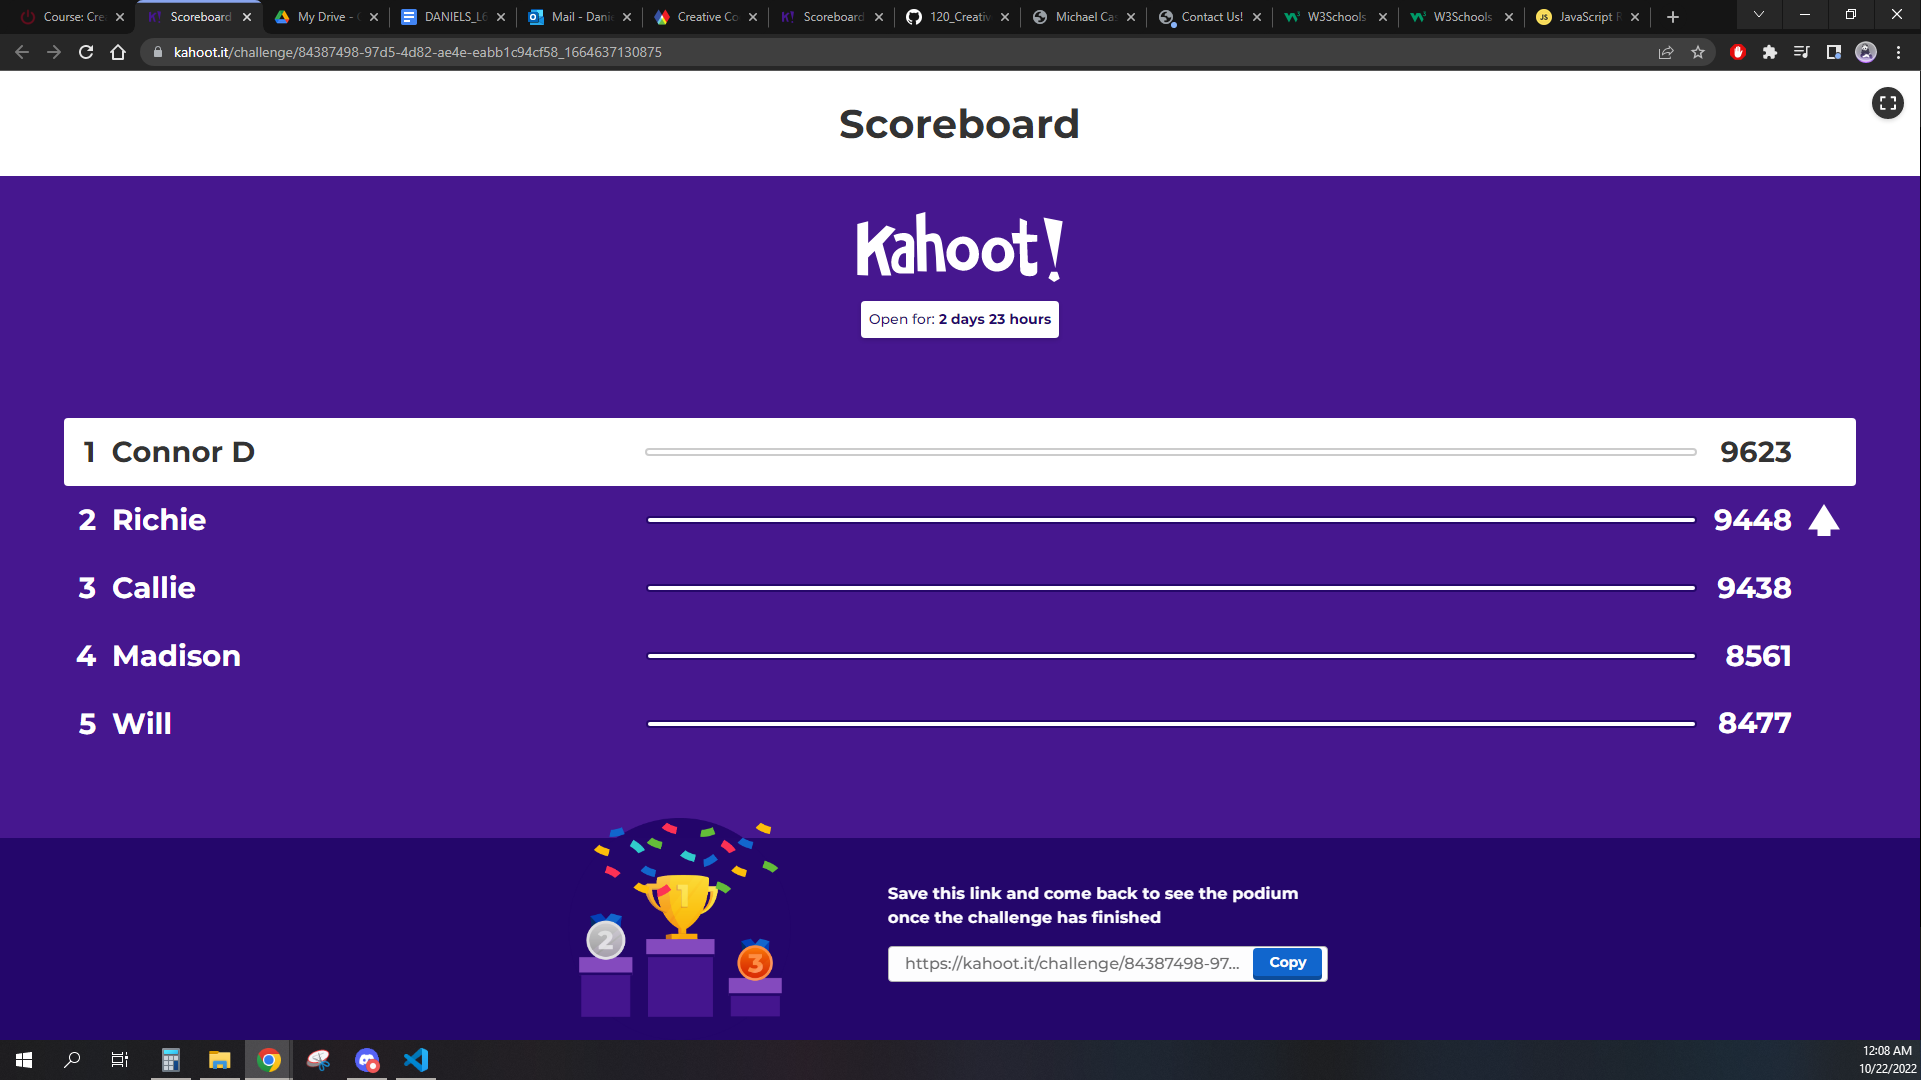 Course: Cre
Scoreboard
My Drive -
DANIELS_L6
Mail - Danie
Creative Co
Scoreboard
120_Creativ
Michael Cas
Contact Us!
W3Schools
W3Schools
JavaScript R
kahoot.it/challenge/84387498-97d5-4d82-ae4e-eabb1c94cf58_1664637130875
Scoreboard
Kahoot!
Open for: 2 days 23 hours
1 Connor D 9623
2 Richie 9448
3 Callie 9438
4 Madison 8561
5 Will 8477
1
2
3
Save this link and come back to see the podium
once the challenge has finished
https://kahoot.it/challenge/84387498-97... Copy
12:08 AM
10/22/2022